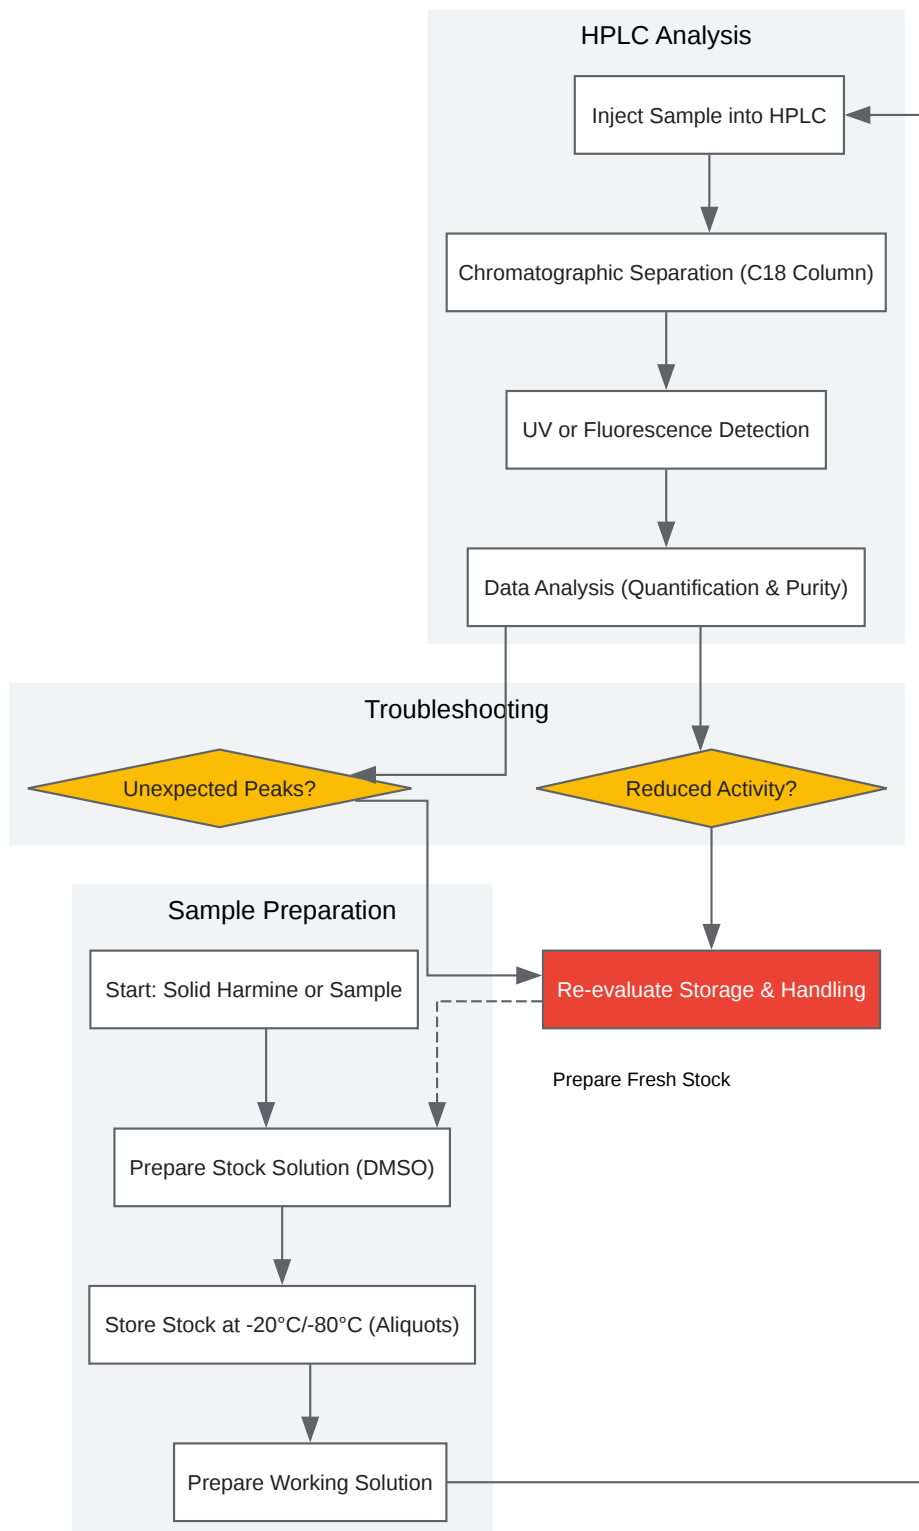 HPLC Analysis
Inject Sample into HPLC
Chromatographic Separation (C18 Column)
UV or Fluorescence Detection
Data Analysis (Quantification & Purity)
Troubleshooting
Unexpected Peaks?
Reduced Activity?
Sample Preparation
Start: Solid Harmine or Sample
Re-evaluate Storage & Handling
Prepare Fresh Stock
Prepare Stock Solution (DMSO)
Store Stock at -20°C/-80°C (Aliquots)
Prepare Working Solution